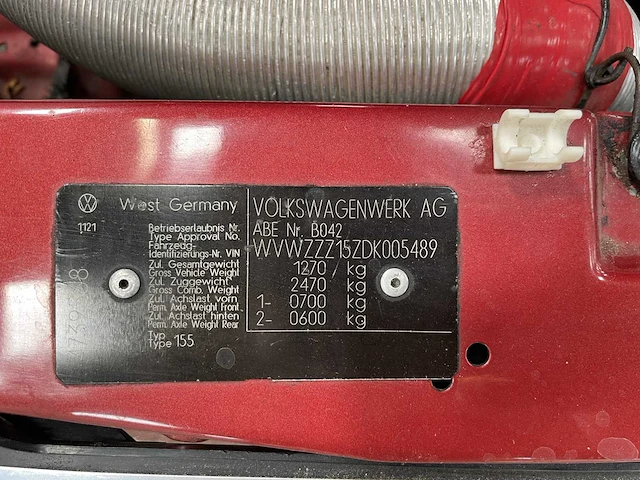 West Germany
1121
Betriebserlaubnis Nr.
Type Approval No.
Fahrzeug-
Identifizierungs-Nr. VIN
Zul. Gesamtgewicht
Gross Vehicle Weight
Zul. Zuggewicht
Gross Comb. Weight
Zul. Achslast vorn
Perm. Axle Weight Front
Zul. Achslast hinten
Perm. Axle Weight Rear
Typ
Type 155
VOLKSWAGENWERK AG
ABE Nr. B042
WVWZZZ15ZDK005489
1270 / kg
2470 kg
1- 0700 kg
2- 0600 kg